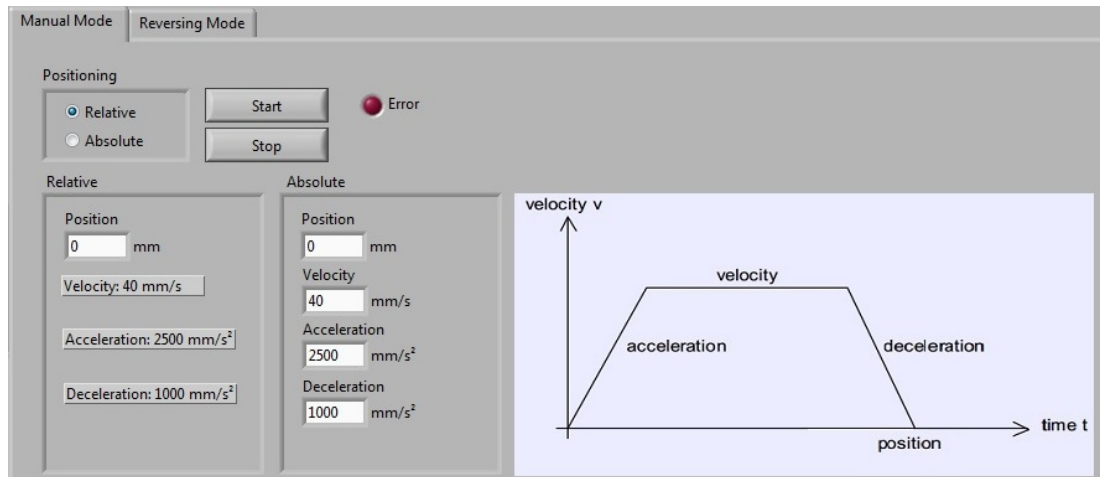 Manual Mode
Reversing Mode
Positioning
Relative
Absolute
Start
Stop
Error
Relative
Position
0 mm
Velocity: 40 mm/s
Acceleration: 2500 mm/s²
Deceleration: 1000 mm/s²
Absolute
Position
0 mm
Velocity
40 mm/s
Acceleration
2500 mm/s²
Deceleration
1000 mm/s²
velocity v
velocity
acceleration
deceleration
time t
position